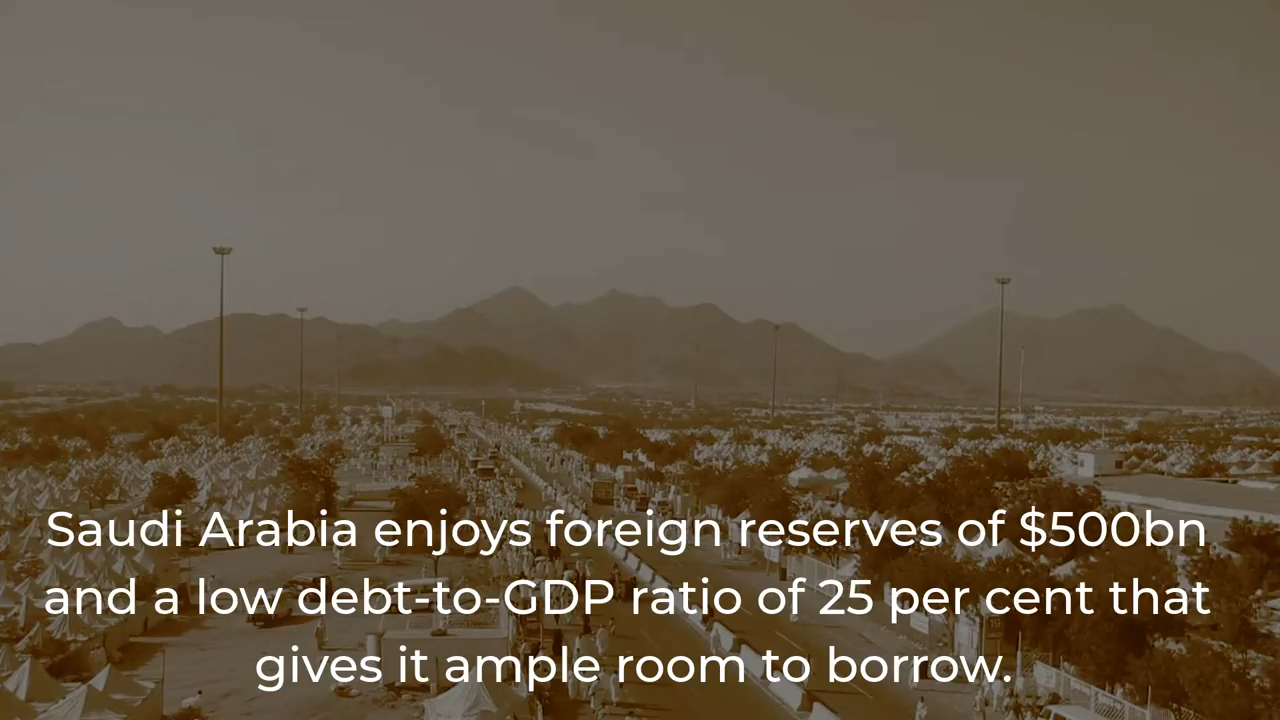 Saudi Arabia enjoys foreign reserves of $500bn
and a low debt-to-GDP ratio of 25 per cent that
gives it ample room to borrow.
19